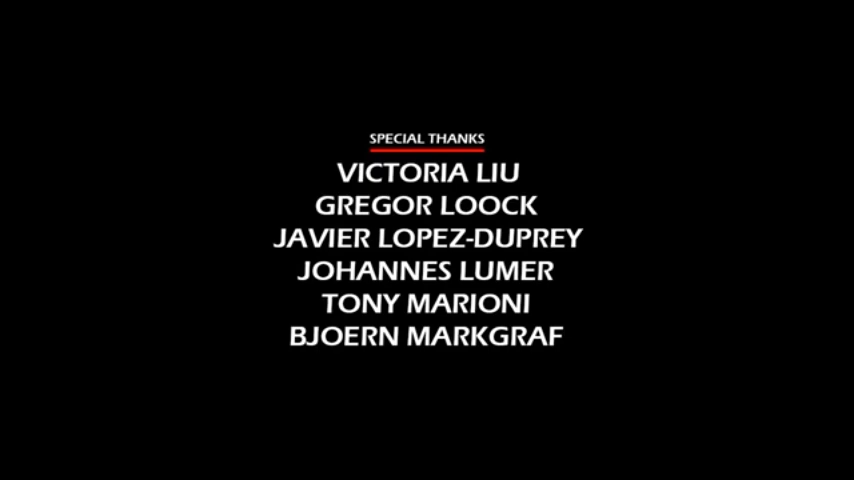 SPECIAL THANKS
VICTORIA LIU
GREGOR LOOCK
JAVIER LOPEZ-DUPREY
JOHANNES LUMER
TONY MARIONI
BJOERN MARKGRAF